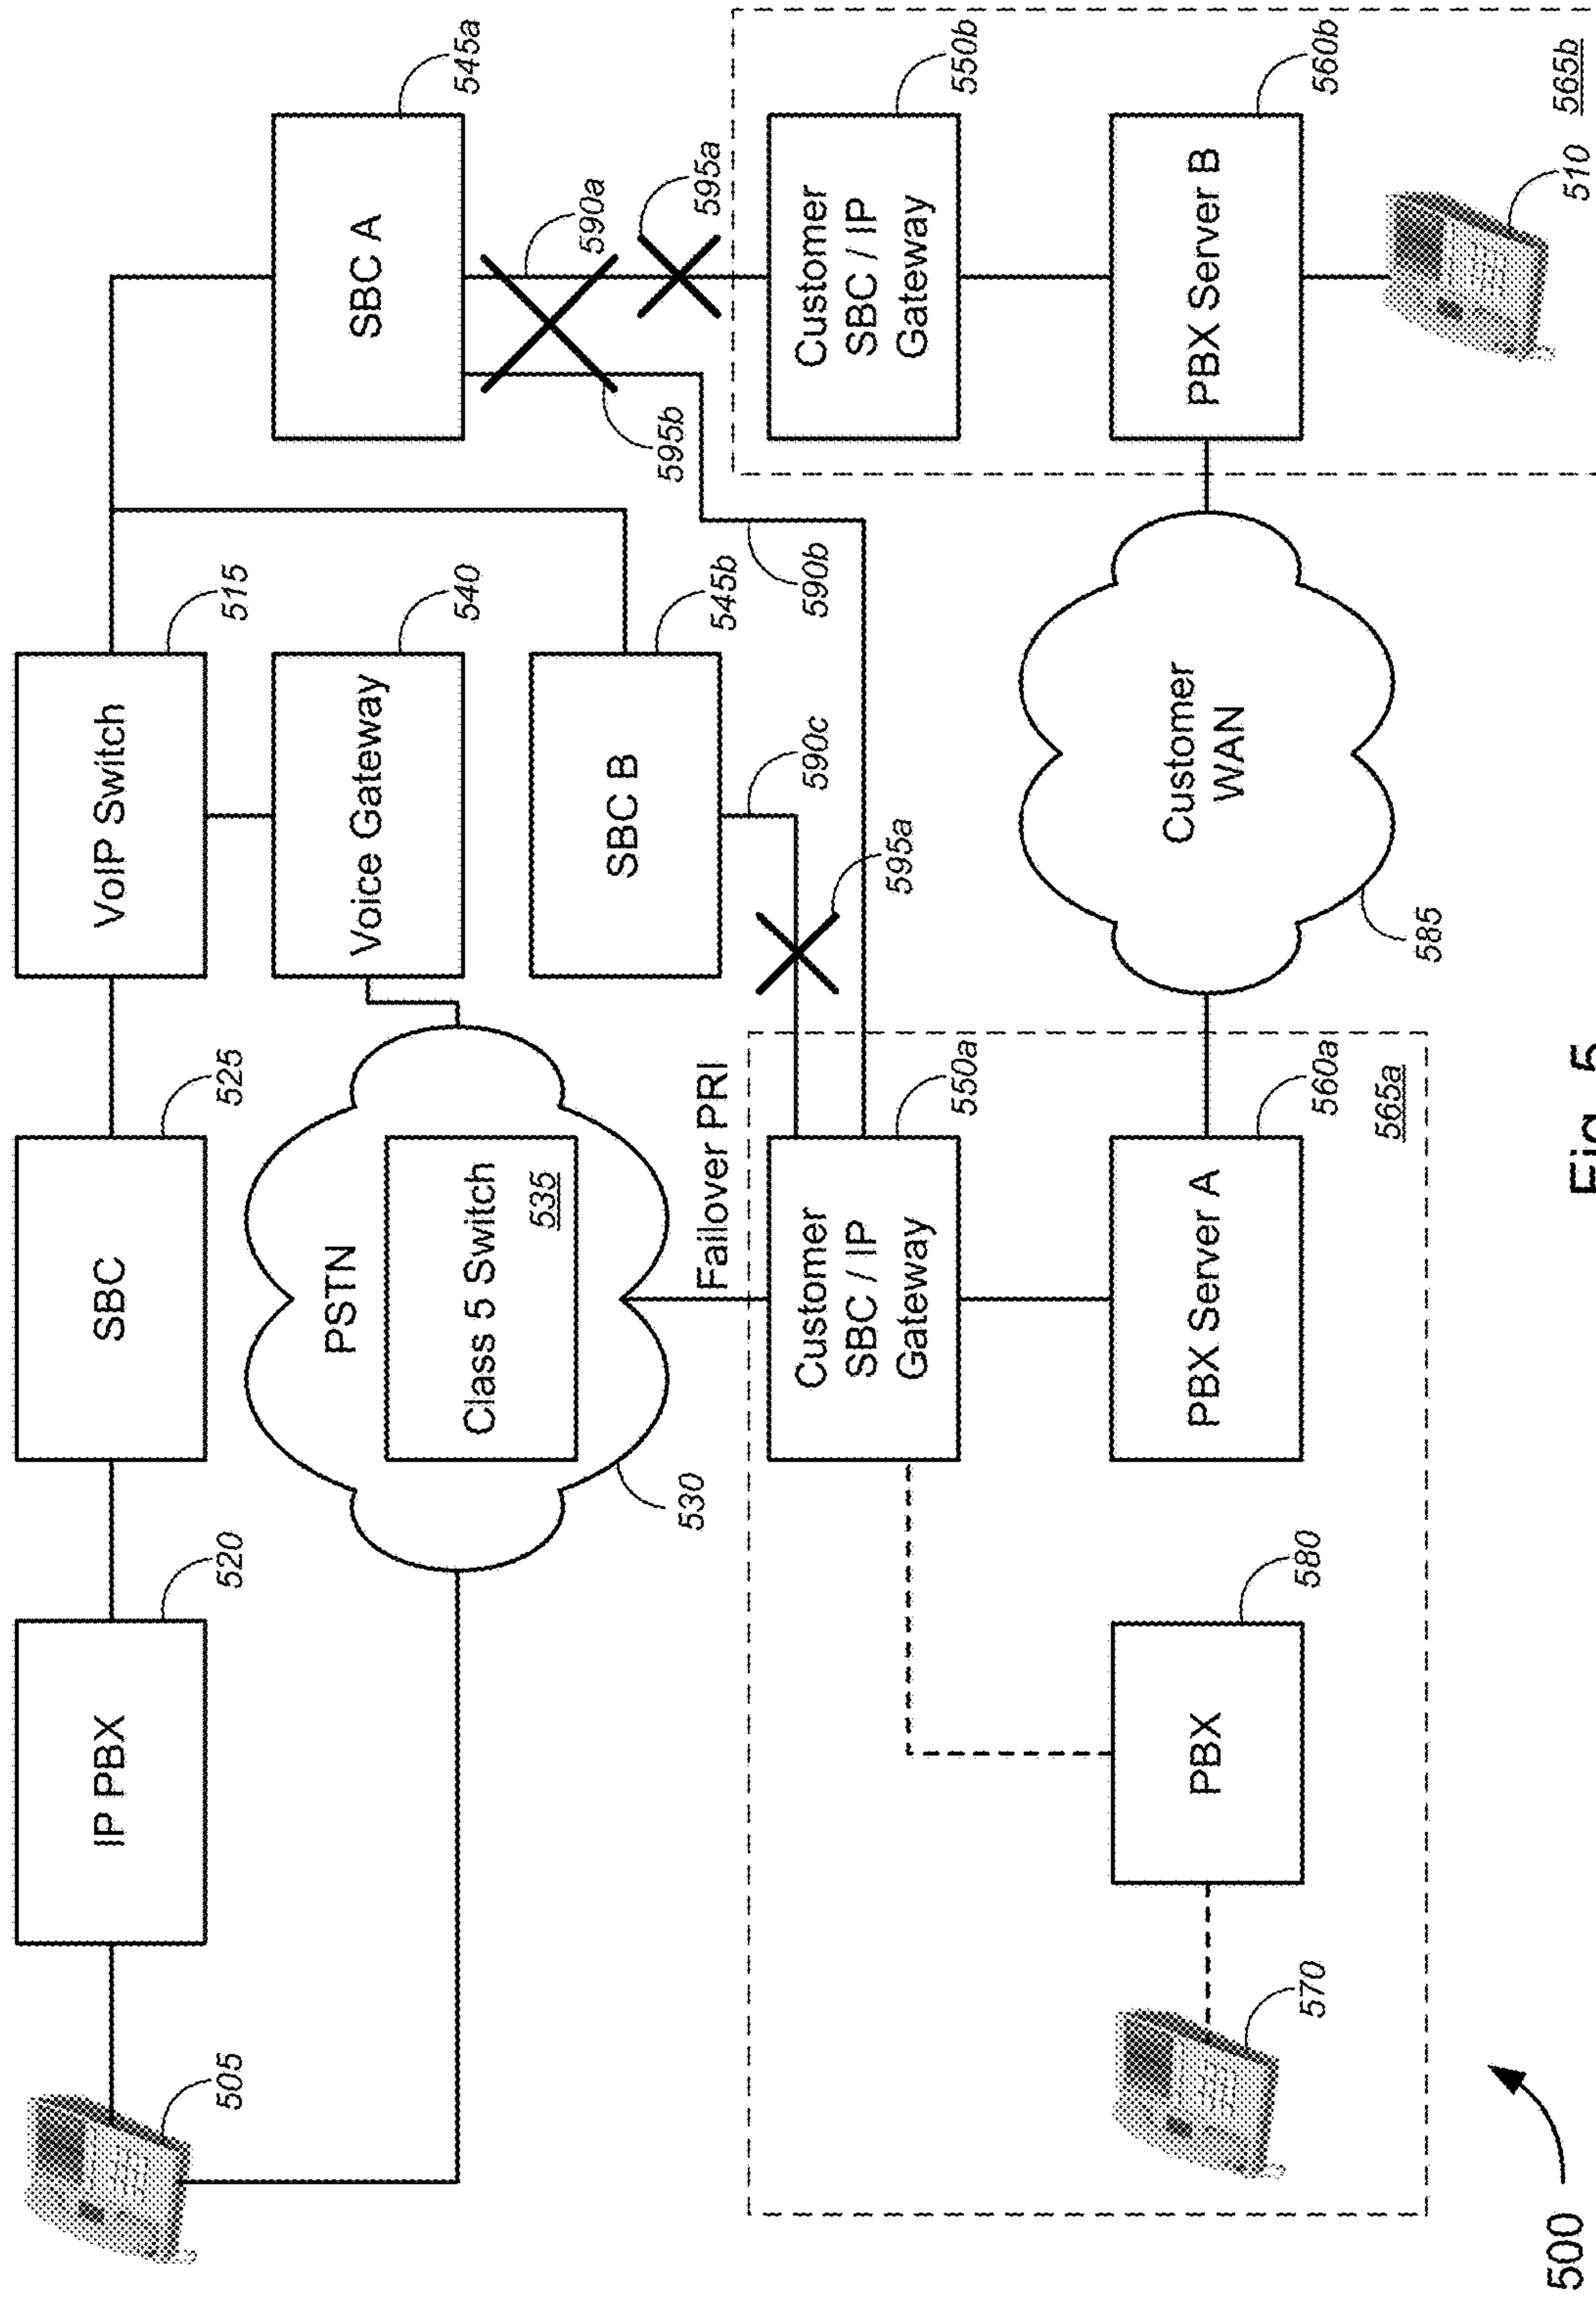 IP PBX
SBC
VoIP Switch
505
520
525
515
PSTN
Class 5 Switch
535
530
Voice Gateway
540
SBC A
545a
SBC B
545b
590a
595b
595a
590c
590b
595a
Failover PRI
Customer
SBC / IP
Gateway
550a
Customer
SBC / IP
Gateway
550b
PBX
580
570
PBX Server A
560a
565a
Customer
WAN
585
PBX Server B
560b
510
565b
500
Fig. 5